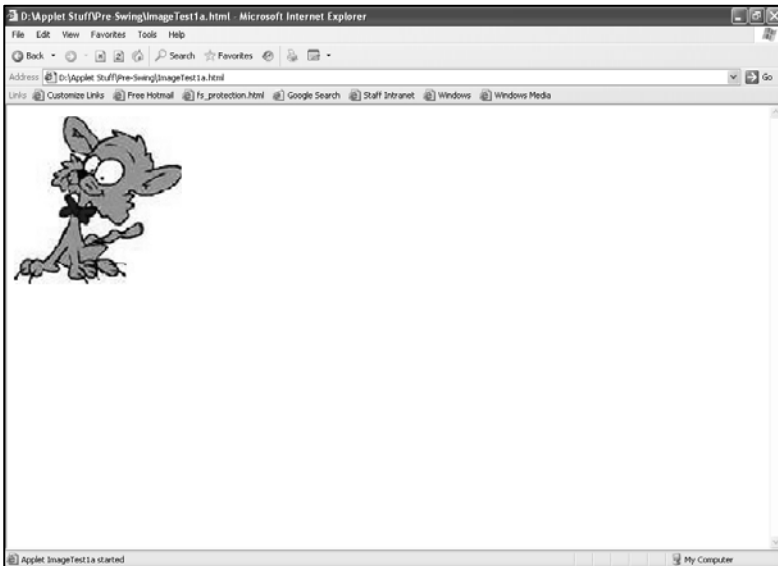 D:\Applet Stuff\Pre-Swing\ImageTest1a.html - Microsoft Internet Explorer
File Edit View Favorites Tools Help
Back Search Favorites
Address D:\Applet Stuff\Pre-Swing\ImageTest1a.html Go
Links Customize Links Free Hotmail fs_protection.html Google Search Staff Intranet Windows Windows Media
Applet ImageTest1a started My Computer